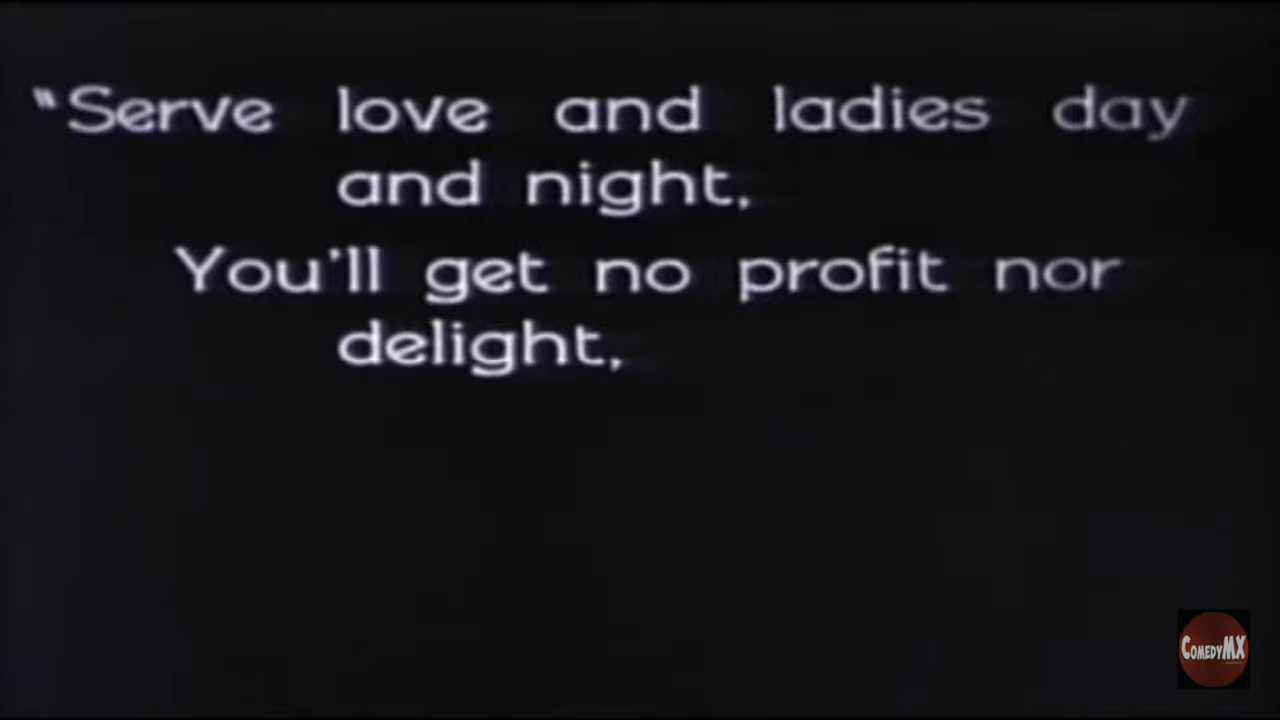 "Serve love and ladies day
and night,
You'll get no profit nor
delight,
COMEDYMX